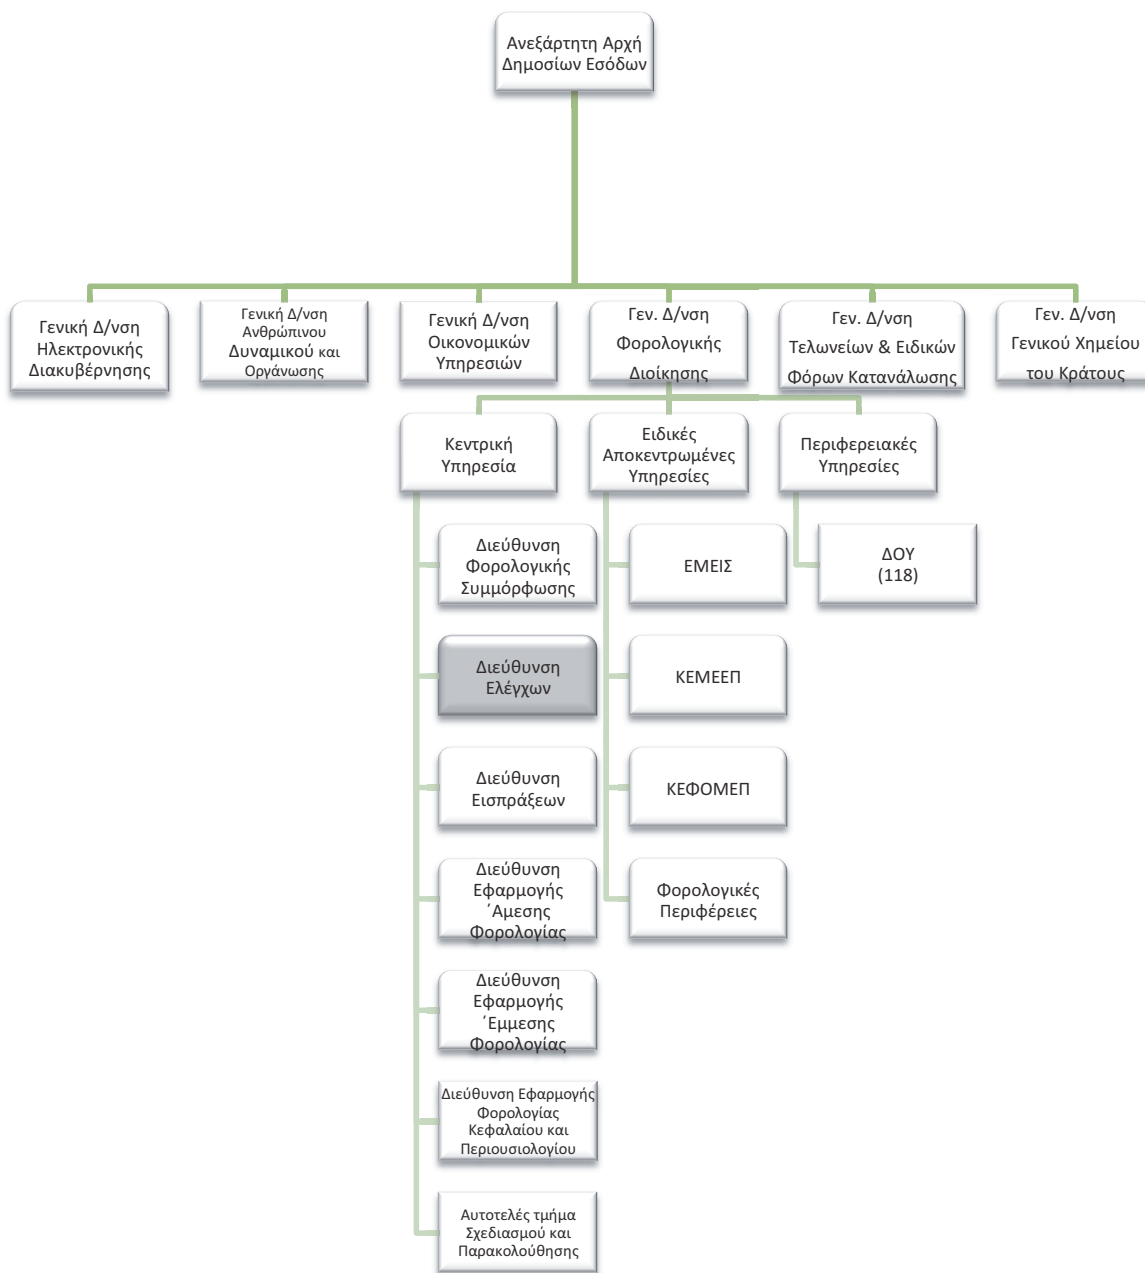 Ανεξάρτητη Αρχή
Δημοσίων Εσόδων
Γενική Δ/νση
Ηλεκτρονικής
Διακυβέρνησης
Γενική Δ/νση
Ανθρώπινου
Δυναμικού και
Οργάνωσης
Γενική Δ/νση
Οικονομικών
Υπηρεσιών
Γεν. Δ/νση
Φορολογικής
Διοίκησης
Γεν. Δ/νση
Τελωνείων & Ειδικών
Φόρων Κατανάλωσης
Γεν. Δ/νση
Γενικού Χημείου
του Κράτους
Κεντρική
Υπηρεσία
Ειδικές
Αποκεντρωμένες
Υπηρεσίες
Περιφερειακές
Υπηρεσίες
Διεύθυνση
Φορολογικής
Συμμόρφωσης
ΕΜΕΙΣ
ΔΟΥ
(118)
Διεύθυνση
Ελέγχων
ΚΕΜΕΕΠ
Διεύθυνση
Εισπράξεων
ΚΕΦΟΜΕΠ
Διεύθυνση
Εφαρμογής
΄Αμεσης
Φορολογίας
Φορολογικές
Περιφέρειες
Διεύθυνση
Εφαρμογής
΄Εμμεσης
Φορολογίας
Διεύθυνση Εφαρμογής
Φορολογίας
Κεφαλαίου και
Περιουσιολογίου
Αυτοτελές τμήμα
Σχεδιασμού και
Παρακολούθησης